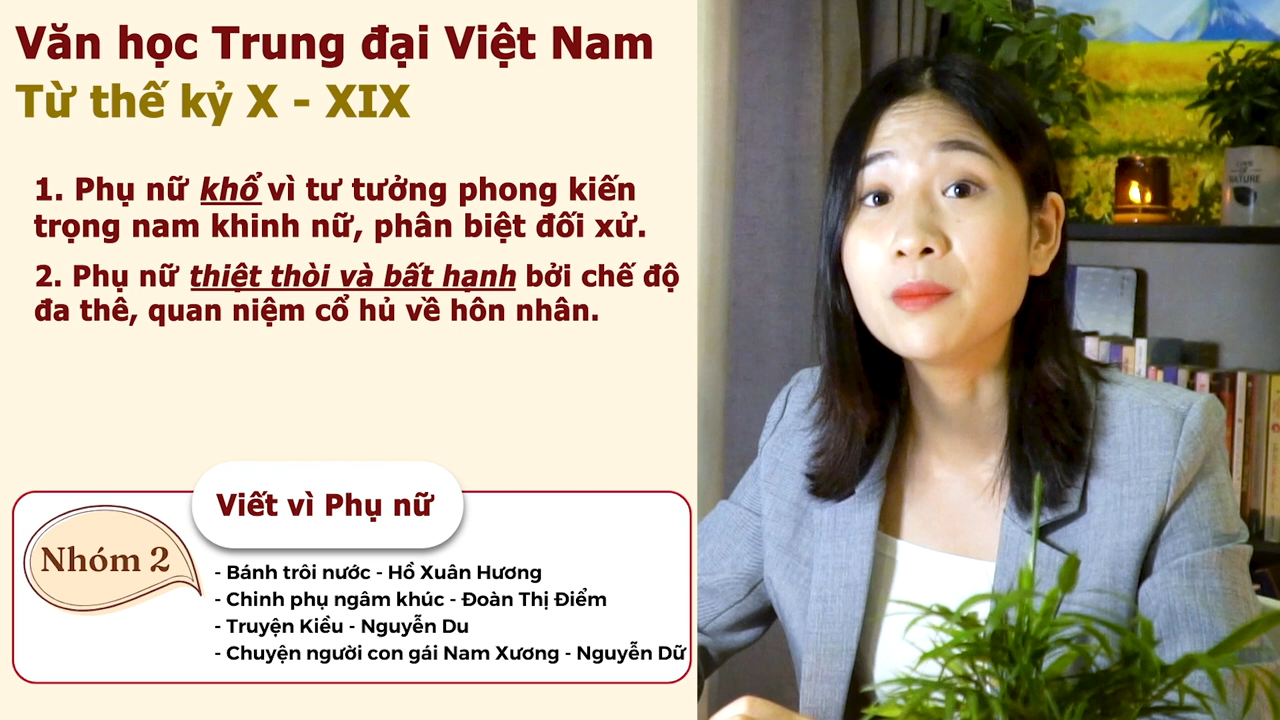 Văn học Trung đại Việt Nam
Từ thế kỷ X - XIX
1. Phụ nữ khổ vì tư tưởng phong kiến
trọng nam khinh nữ, phân biệt đối xử.
2. Phụ nữ thiệt thòi và bất hạnh bởi chế độ
đa thê, quan niệm cổ hủ về hôn nhân.
Viết vì Phụ nữ
Nhóm 2
- Bánh trôi nước - Hồ Xuân Hương
- Chinh phụ ngâm khúc - Đoàn Thị Điểm
- Truyện Kiều - Nguyễn Du
- Chuyện người con gái Nam Xương - Nguyễn Dữ
NATURE